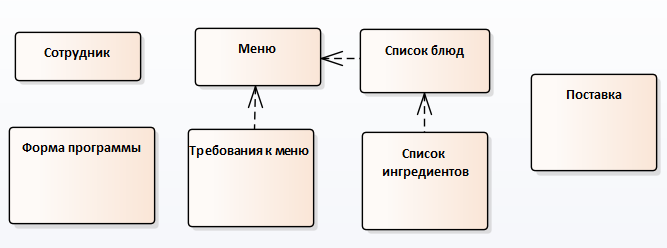 Сотрудник
Меню
Список блюд
Поставка
Форма программы
Требования к меню
Список
ингредиентов